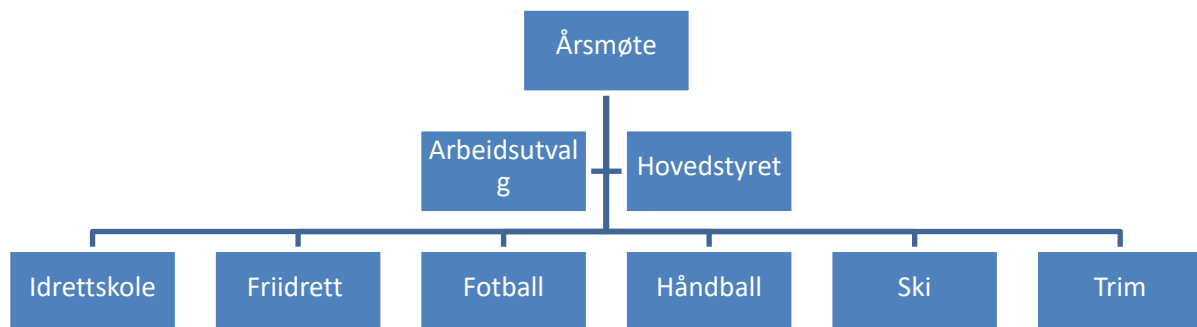 Årsmøte
Arbeidsutval
g
Hovedstyret
Idrettskole
Friidrett
Fotball
Håndball
Ski
Trim